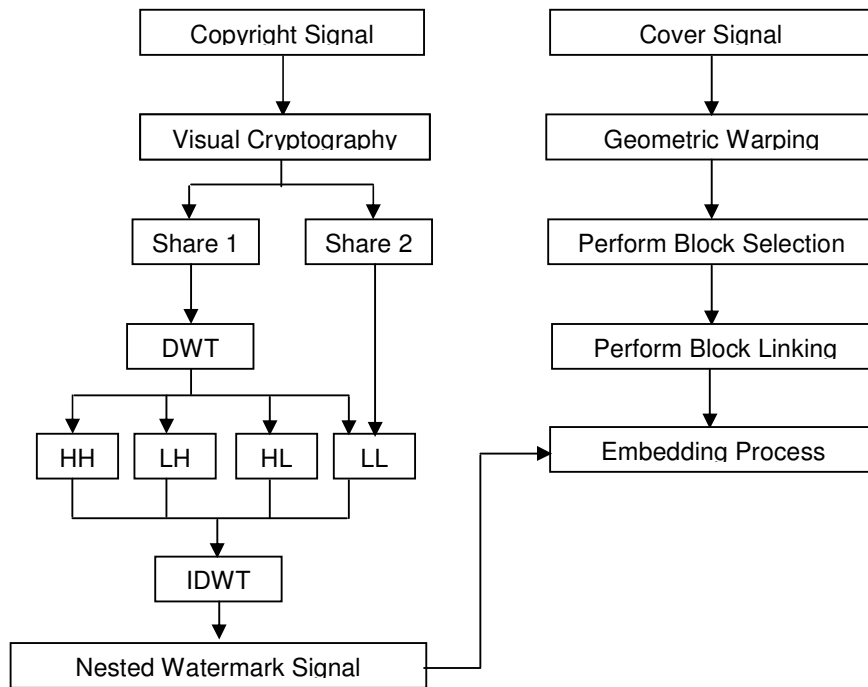 Copyright Signal
Cover Signal
Visual Cryptography
Geometric Warping
Share 1
Share 2
Perform Block Selection
DWT
Perform Block Linking
HH
LH
HL
LL
Embedding Process
IDWT
Nested Watermark Signal